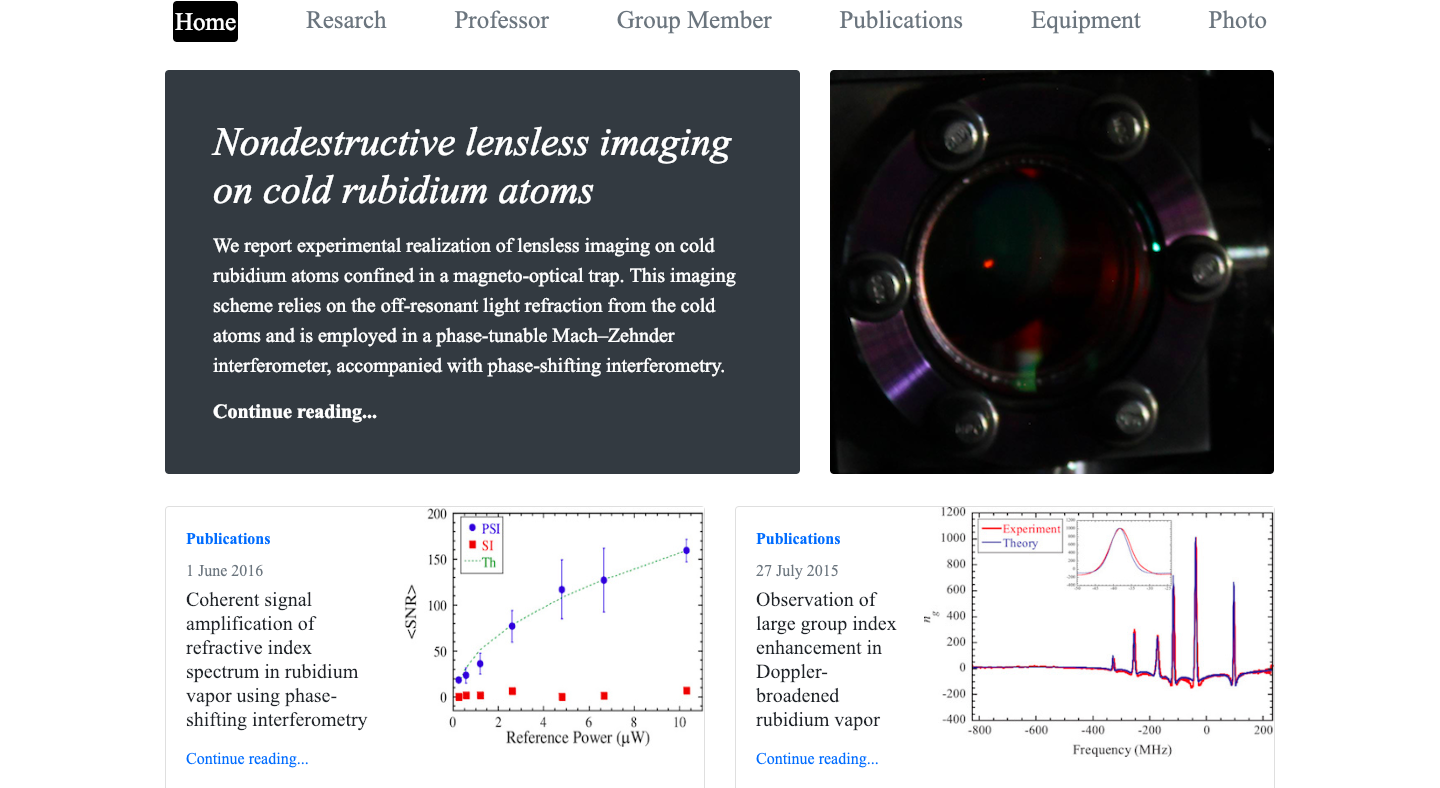 Home Resarch Professor Group Member Publications Equipment Photo
Nondestructive lensless imaging
on cold rubidium atoms
We report experimental realization of lensless imaging on cold
rubidium atoms confined in a magneto-optical trap. This imaging
scheme relies on the off-resonant light refraction from the cold
atoms and is employed in a phase-tunable Mach–Zehnder
interferometer, accompanied with phase-shifting interferometry.
Continue reading...
Publications
1 June 2016
Coherent signal
amplification of
refractive index
spectrum in rubidium
vapor using phase-
shifting interferometry
Continue reading...
200
150
100
50
0
<SNR>
PSI
SI
Th
0 2 4 6 8 10
Reference Power (μW)
Publications
27 July 2015
Observation of
large group index
enhancement in
Doppler-
broadened
rubidium vapor
Continue reading...
1200
1000
800
600
400
200
0
-200
-400
n g
Experiment
Theory
-800 -600 -400 -200 0 200
Frequency (MHz)